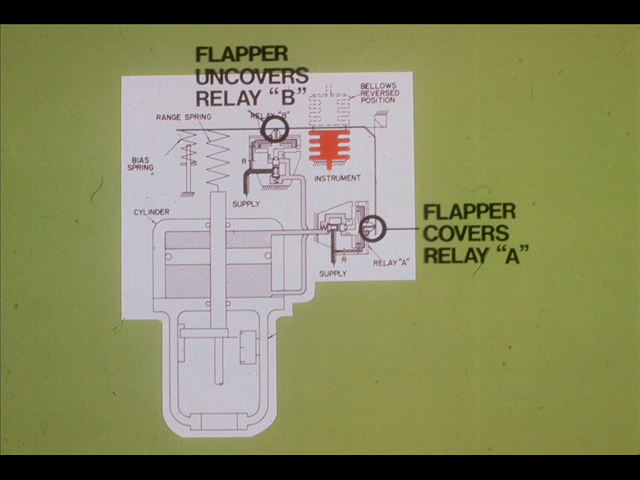 FLAPPER
UNCOVERS
RELAY "B"
BELLOWS
REVERSED
POSITION
RANGE SPRING
RELAY "B"
BIAS
SPRING
R
INSTRUMENT
SUPPLY
CYLINDER
FLAPPER
COVERS
RELAY "A"
R
RELAY "A"
SUPPLY